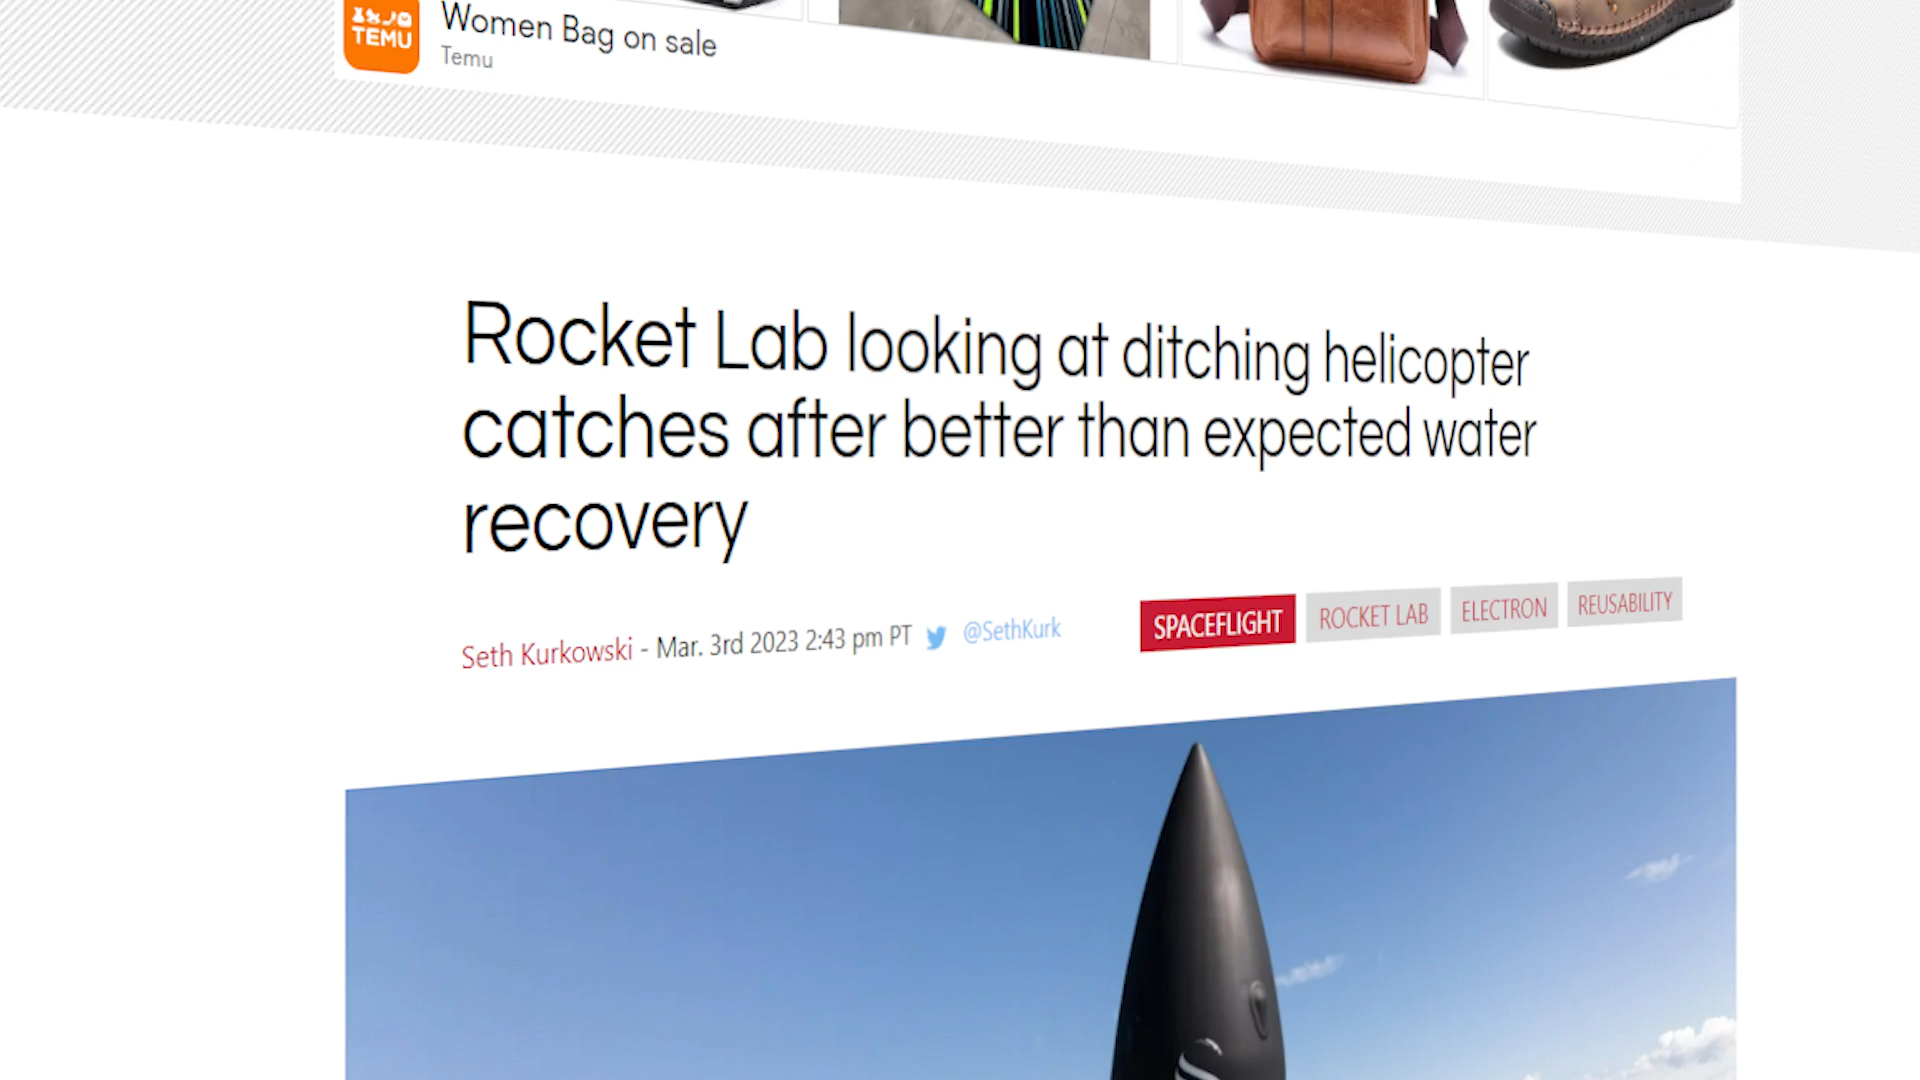 TEMU
Women Bag on sale
Temu
Rocket Lab looking at ditching helicopter
catches after better than expected water
recovery
Seth Kurkowski - Mar. 3rd 2023 2:43 pm PT @SethKurk
SPACEFLIGHT ROCKET LAB ELECTRON REUSABILITY